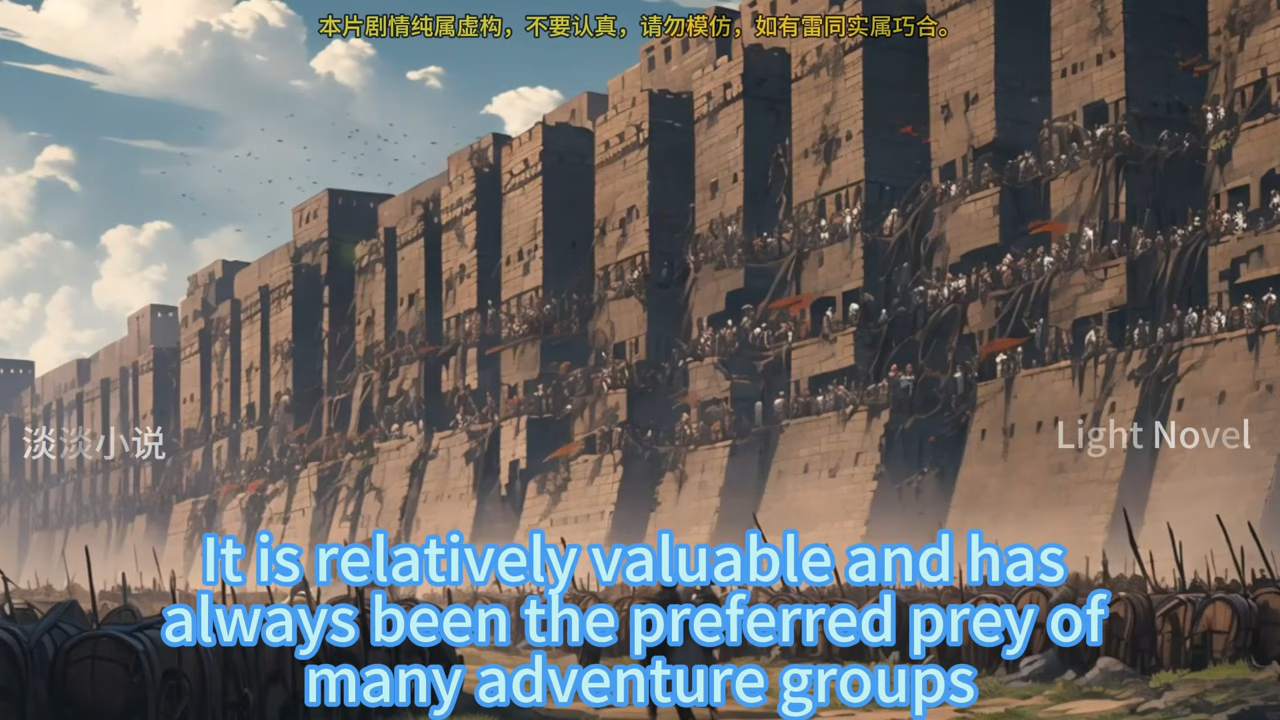 本片剧情纯属虚构，不要认真，请勿模仿，如有雷同实属巧合。
淡淡小说
Light Novel
It is relatively valuable and has
always been the preferred prey of
many adventure groups